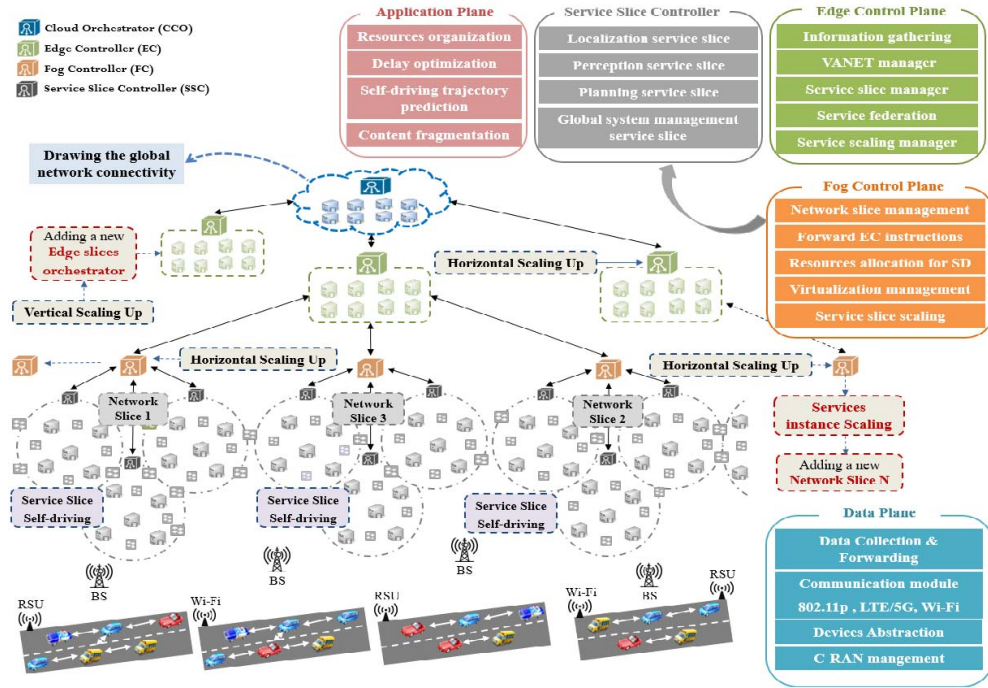 Cloud Orchestrator (CCO)
Edge Controller (EC)
Fog Controller (FC)
Service Slice Controller (SSC)
Application Plane
Resources organization
Delay optimization
Self-driving trajectory
prediction
Content fragmentation
Service Slice Controller
Localization service slice
Perception service slice
Planning service slice
Global system management
service slice
Edge Control Plane
Information gathering
VANET manager
Service slice manager
Service federation
Service scaling manager
Drawing the global
network connectivity
Fog Control Plane
Network slice management
Forward EC instructions
Resources allocation for SD
Virtualization management
Service slice scaling
Adding a new
Edge slices
orchestrator
Horizontal Scaling Up
Vertical Scaling Up
Horizontal Scaling Up
Horizontal Scaling Up
Network
Slice 1
Network
Slice 3
Network
Slice 2
Services
instance Scaling
Adding a new
Network Slice N
Service Slice
Self-driving
Service Slice
Self-driving
Service Slice
Self-driving
Data Plane
Data Collection &
Forwarding
Communication module
802.11p , LTE/5G, Wi-Fi
Devices Abstraction
C RAN mangement
BS
BS
BS
BS
RSU
Wi-Fi
RSU
Wi-Fi
RSU